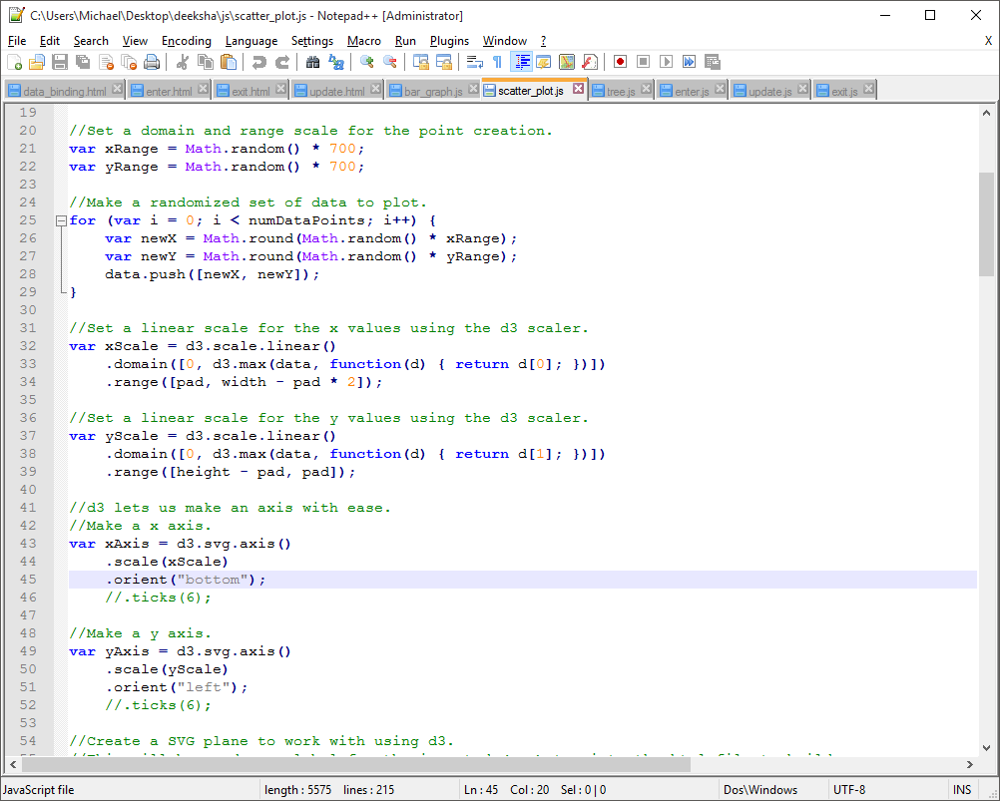 C:\Users\Michael\Desktop\deeksha\js\scatter_plot.js - Notepad++ [Administrator]
File Edit Search View Encoding Language Settings Macro Run Plugins Window ? X
data_binding.html enter.html exit.html update.html bar_graph.js scatter_plot.js tree.js enter.js update.js exit.js
19
20 //Set a domain and range scale for the point creation.
21 var xRange = Math.random() * 700;
22 var yRange = Math.random() * 700;
23
24 //Make a randomized set of data to plot.
25 for (var i = 0; i < numDataPoints; i++) {
26     var newX = Math.round(Math.random() * xRange);
27     var newY = Math.round(Math.random() * yRange);
28     data.push([newX, newY]);
29 }
30
31 //Set a linear scale for the x values using the d3 scaler.
32 var xScale = d3.scale.linear()
33     .domain([0, d3.max(data, function(d) { return d[0]; })])
34     .range([pad, width - pad * 2]);
35
36 //Set a linear scale for the y values using the d3 scaler.
37 var yScale = d3.scale.linear()
38     .domain([0, d3.max(data, function(d) { return d[1]; })])
39     .range([height - pad, pad]);
40
41 //d3 lets us make an axis with ease.
42 //Make a x axis.
43 var xAxis = d3.svg.axis()
44     .scale(xScale)
45     .orient("bottom");
46     //.ticks(6);
47
48 //Make a y axis.
49 var yAxis = d3.svg.axis()
50     .scale(yScale)
51     .orient("left");
52     //.ticks(6);
53
54 //Create a SVG plane to work with using d3.
JavaScript file length : 5575 lines : 215 Ln : 45 Col : 20 Sel : 0 | 0 Dos\Windows UTF-8 INS